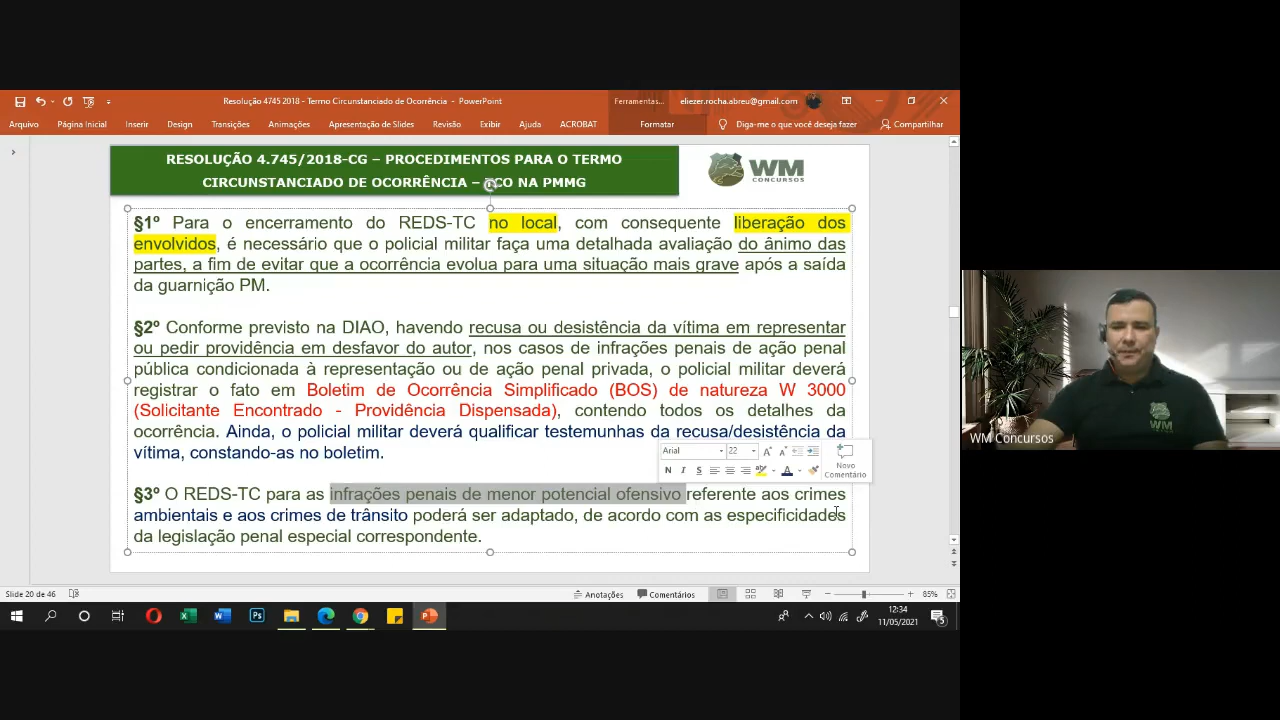 Resolução 4745 2018 - Termo Circunstanciado de Ocorrência - PowerPoint
Ferramentas...
eliezer.rocha.abreu@gmail.com
Arquivo Página Inicial Inserir Design Transições Animações Apresentação de Slides Revisão Exibir Ajuda ACROBAT Formatar Diga-me o que você deseja fazer Compartilhar
RESOLUÇÃO 4.745/2018-CG – PROCEDIMENTOS PARA O TERMO
CIRCUNSTANCIADO DE OCORRÊNCIA – CO NA PMMG
WM
CONCURSOS
§1º Para o encerramento do REDS-TC no local, com consequente liberação dos
envolvidos, é necessário que o policial militar faça uma detalhada avaliação do ânimo das
partes, a fim de evitar que a ocorrência evolua para uma situação mais grave após a saída
da guarnição PM.
§2º Conforme previsto na DIAO, havendo recusa ou desistência da vítima em representar
ou pedir providência em desfavor do autor, nos casos de infrações penais de ação penal
pública condicionada à representação ou de ação penal privada, o policial militar deverá
registrar o fato em Boletim de Ocorrência Simplificado (BOS) de natureza W 3000
(Solicitante Encontrado - Providência Dispensada), contendo todos os detalhes da
ocorrência. Ainda, o policial militar deverá qualificar testemunhas da recusa/desistência da
vítima, constando-as no boletim.
Arial 22
N I S
Novo
Comentário
§3º O REDS-TC para as infrações penais de menor potencial ofensivo referente aos crimes
ambientais e aos crimes de trânsito poderá ser adaptado, de acordo com as especificidades
da legislação penal especial correspondente.
Slide 20 de 46
Anotações Comentários
85%
12:34
11/05/2021
5
WM
WM Concursos